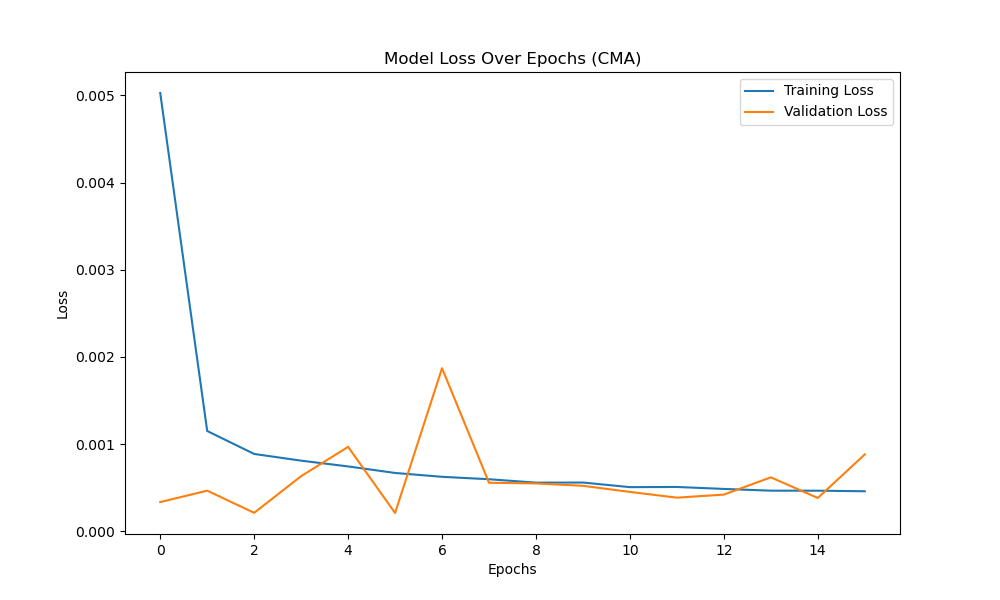 Model Loss Over Epochs (CMA)
Training Loss
Validation Loss
0.005
0.004
0.003
0.002
0.001
0.000
Loss
0 2 4 6 8 10 12 14
Epochs